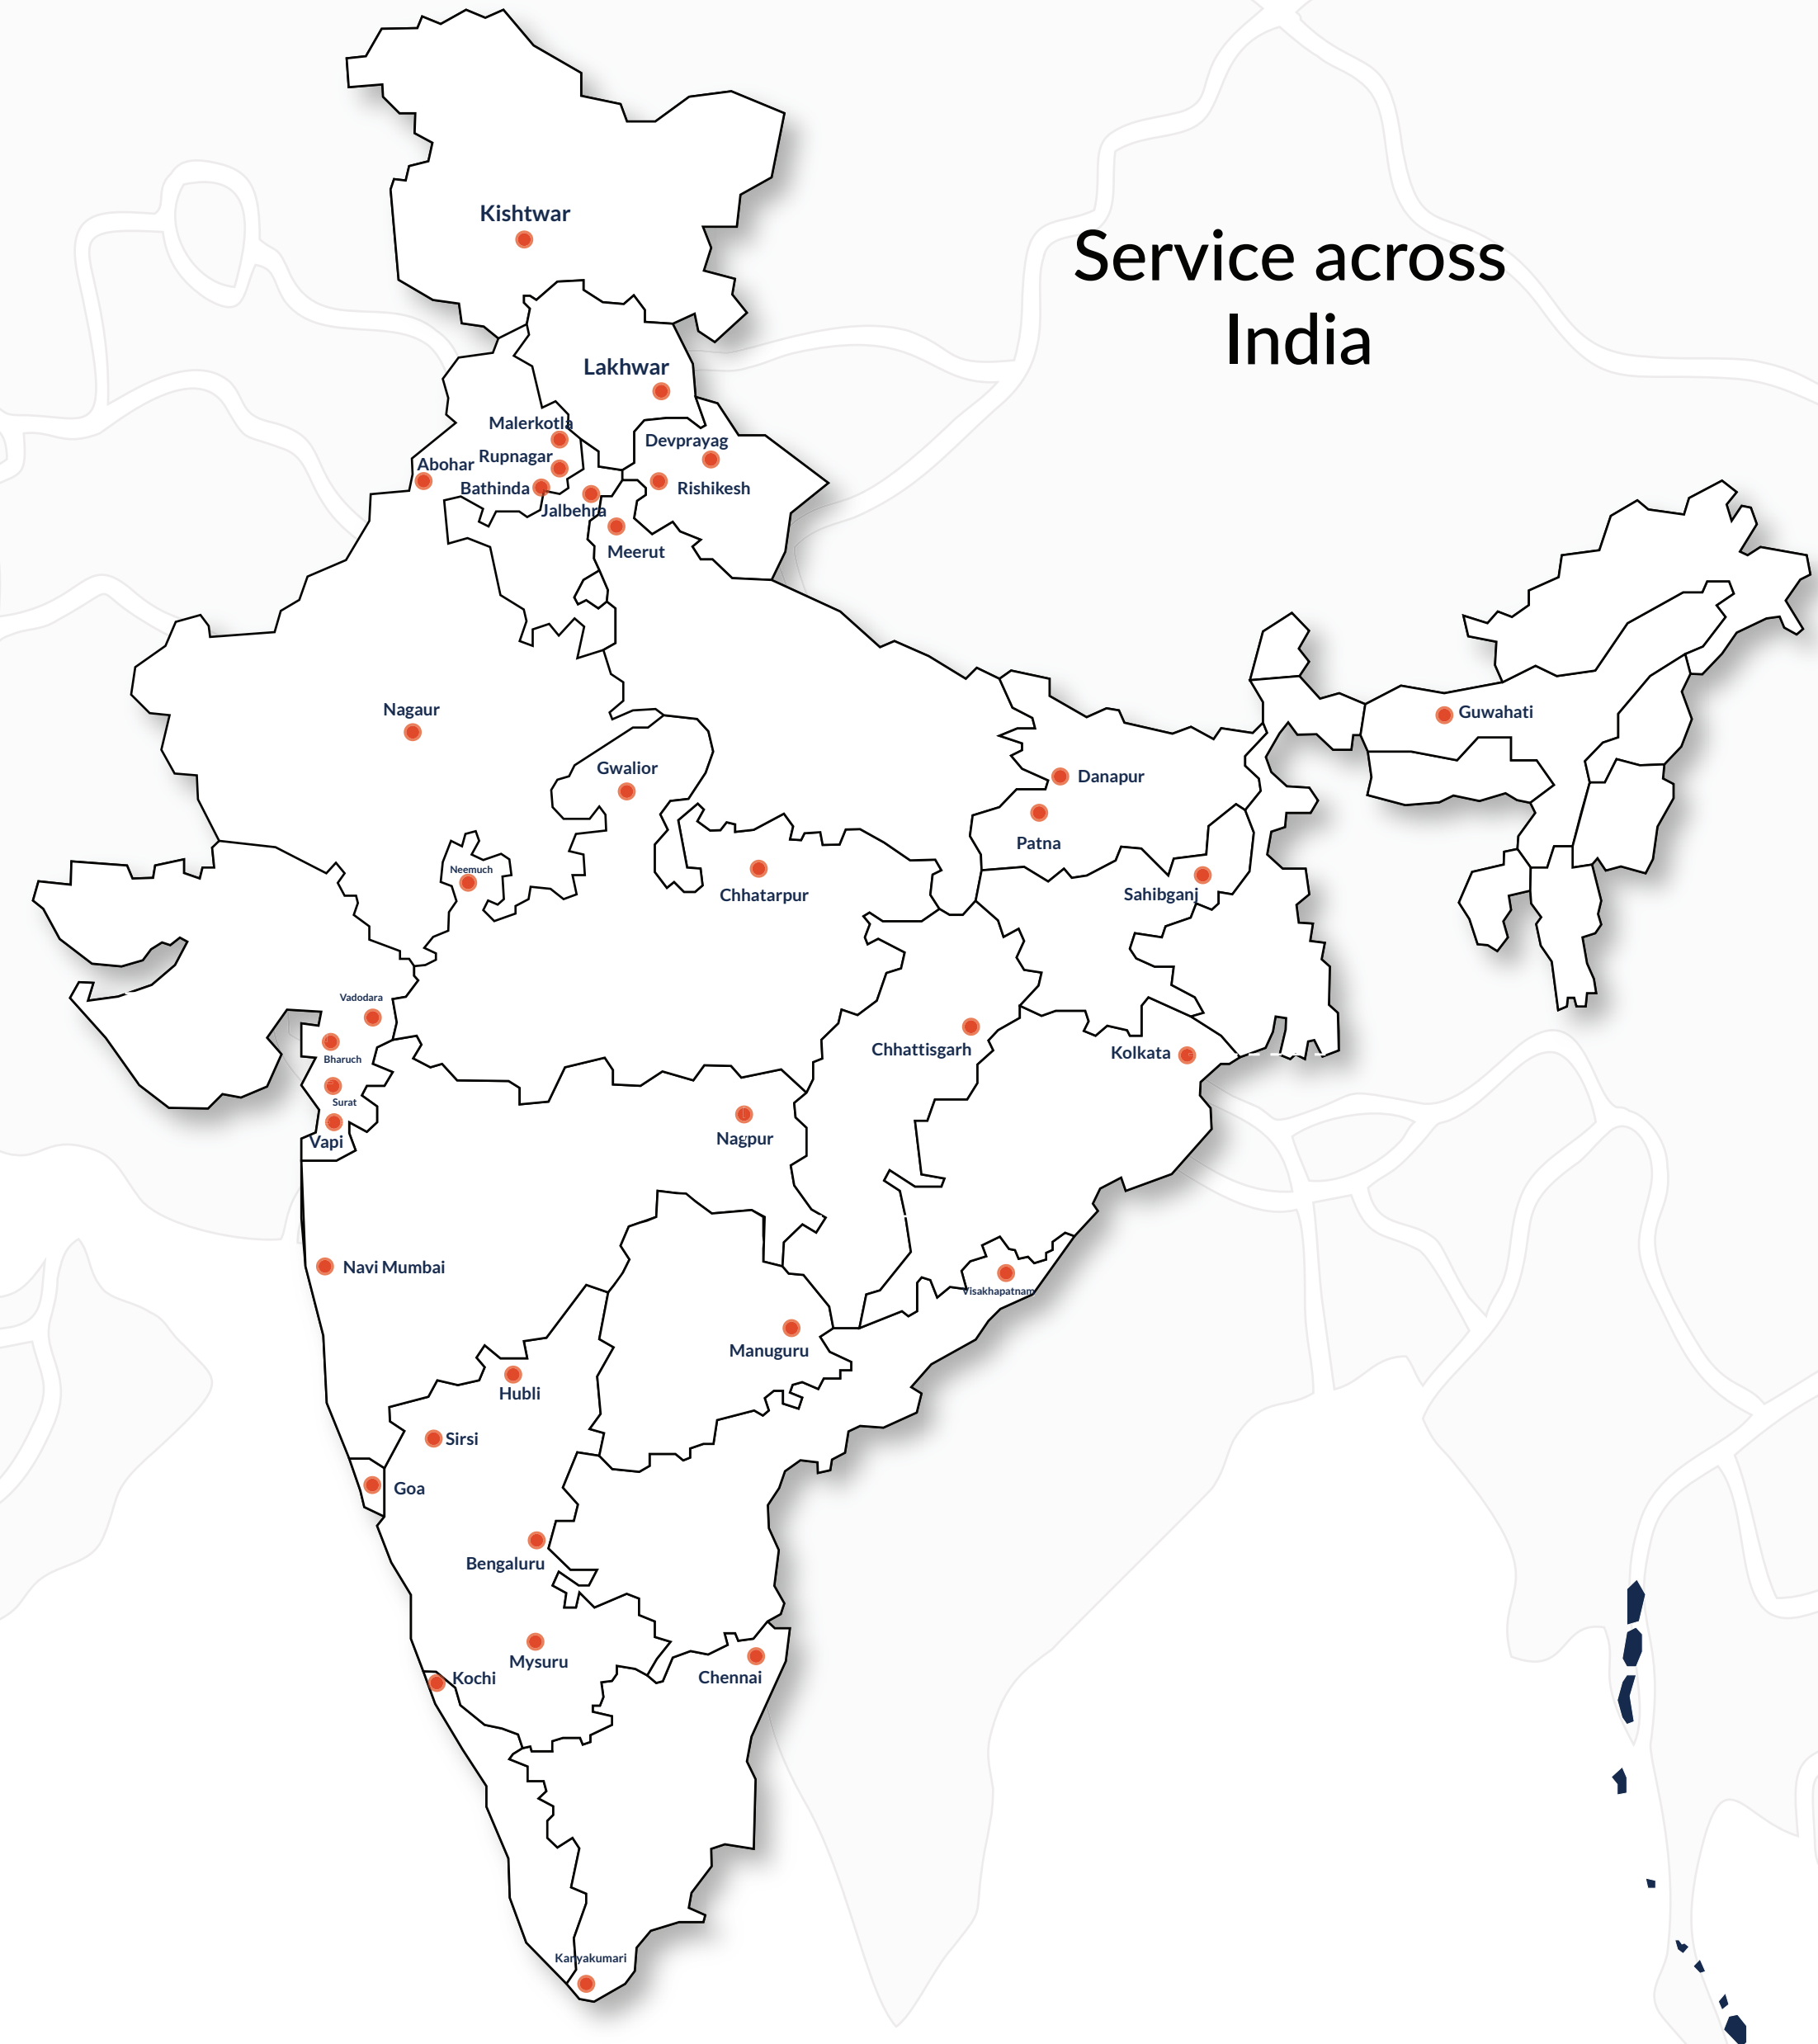 Service across
India
Kishtwar
Lakhwar
Malerkotla
Devprayag
Rupnagar
Abohar
Bathinda
Rishikesh
Jalbehra
Meerut
Nagaur
Guwahati
Gwalior
Danapur
Patna
Neemuch
Chhatarpur
Sahibganj
Vadodara
Chhattisgarh
Kolkata
Bharuch
Surat
Nagpur
Vapi
Navi Mumbai
Visakhapatnam
Manuguru
Hubli
Sirsi
Goa
Bengaluru
Mysuru
Kochi
Chennai
Kanyakumari